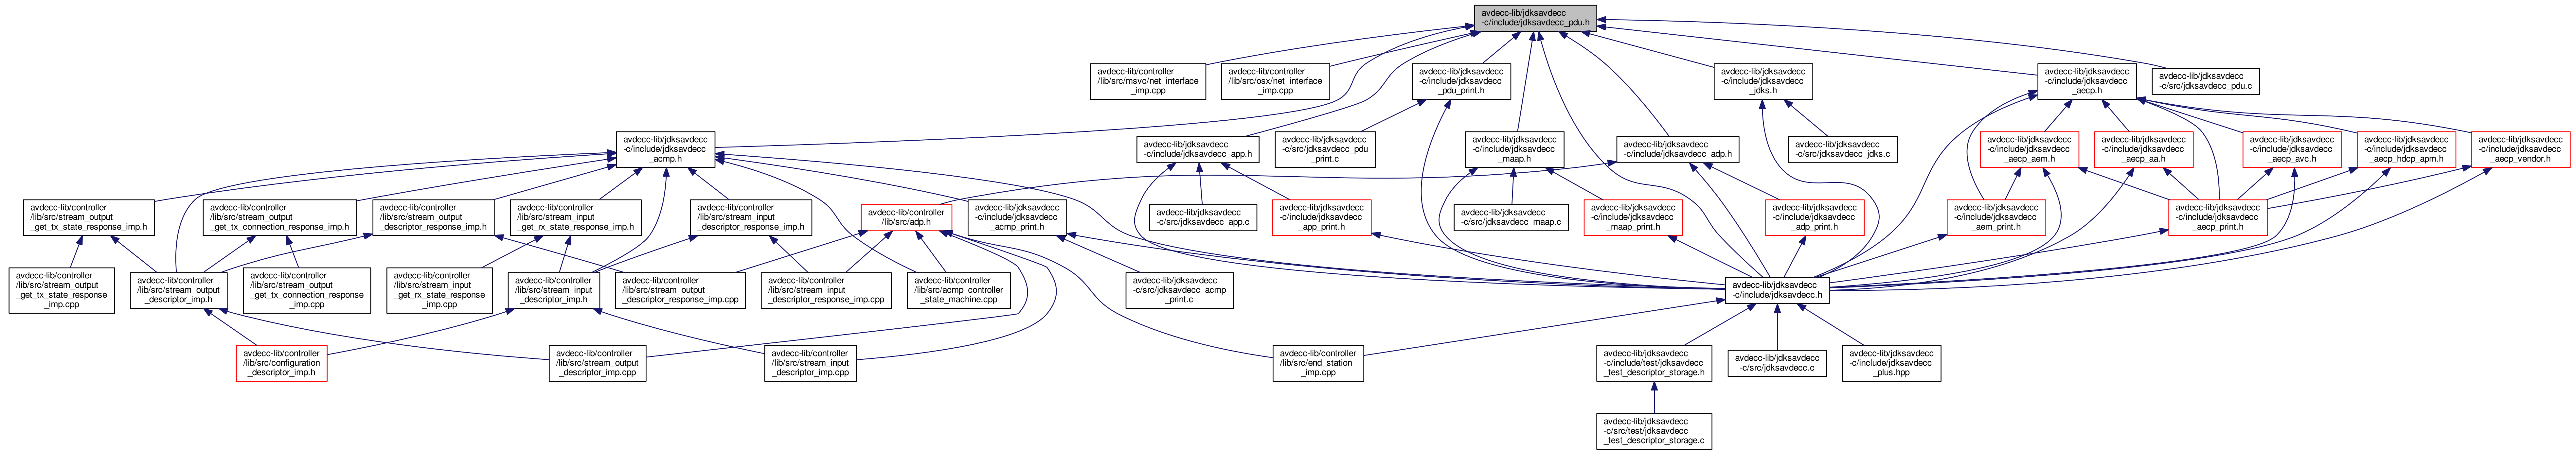 avdecc-lib/jdksavdecc
-c/include/jdksavdecc_pdu.h
avdecc-lib/controller
/lib/src/msvc/net_interface
_imp.cpp
avdecc-lib/controller
/lib/src/osx/net_interface
_imp.cpp
avdecc-lib/jdksavdecc
-c/include/jdksavdecc
_pdu_print.h
avdecc-lib/jdksavdecc
-c/include/jdksavdecc
_jdks.h
avdecc-lib/jdksavdecc
-c/include/jdksavdecc
_aecp.h
avdecc-lib/jdksavdecc
-c/src/jdksavdecc_pdu.c
avdecc-lib/jdksavdecc
-c/include/jdksavdecc
_acmp.h
avdecc-lib/jdksavdecc
-c/include/jdksavdecc_app.h
avdecc-lib/jdksavdecc
-c/src/jdksavdecc_pdu
_print.c
avdecc-lib/jdksavdecc
-c/include/jdksavdecc
_maap.h
avdecc-lib/jdksavdecc
-c/include/jdksavdecc_adp.h
avdecc-lib/jdksavdecc
-c/src/jdksavdecc_jdks.c
avdecc-lib/jdksavdecc
-c/include/jdksavdecc
_aecp_aem.h
avdecc-lib/jdksavdecc
-c/include/jdksavdecc
_aecp_aa.h
avdecc-lib/jdksavdecc
-c/include/jdksavdecc
_aecp_avc.h
avdecc-lib/jdksavdecc
-c/include/jdksavdecc
_aecp_hdcp_apm.h
avdecc-lib/jdksavdecc
-c/include/jdksavdecc
_aecp_vendor.h
avdecc-lib/controller
/lib/src/stream_output
_get_tx_state_response_imp.h
avdecc-lib/controller
/lib/src/stream_output
_get_tx_connection_response_imp.h
avdecc-lib/controller
/lib/src/stream_output
_descriptor_response_imp.h
avdecc-lib/controller
/lib/src/stream_input
_get_rx_state_response_imp.h
avdecc-lib/controller
/lib/src/stream_input
_descriptor_response_imp.h
avdecc-lib/controller
/lib/src/adp.h
avdecc-lib/jdksavdecc
-c/include/jdksavdecc
_acmp_print.h
avdecc-lib/jdksavdecc
-c/src/jdksavdecc_app.c
avdecc-lib/jdksavdecc
-c/include/jdksavdecc
_app_print.h
avdecc-lib/jdksavdecc
-c/src/jdksavdecc_maap.c
avdecc-lib/jdksavdecc
-c/include/jdksavdecc
_maap_print.h
avdecc-lib/jdksavdecc
-c/include/jdksavdecc
_adp_print.h
avdecc-lib/jdksavdecc
-c/include/jdksavdecc
_aem_print.h
avdecc-lib/jdksavdecc
-c/include/jdksavdecc
_aecp_print.h
avdecc-lib/controller
/lib/src/stream_output
_get_tx_state_response
_imp.cpp
avdecc-lib/controller
/lib/src/stream_output
_descriptor_imp.h
avdecc-lib/controller
/lib/src/stream_output
_get_tx_connection_response
_imp.cpp
avdecc-lib/controller
/lib/src/stream_input
_get_rx_state_response
_imp.cpp
avdecc-lib/controller
/lib/src/stream_input
_descriptor_imp.h
avdecc-lib/controller
/lib/src/stream_output
_descriptor_response_imp.cpp
avdecc-lib/controller
/lib/src/stream_input
_descriptor_response_imp.cpp
avdecc-lib/controller
/lib/src/acmp_controller
_state_machine.cpp
avdecc-lib/jdksavdecc
-c/src/jdksavdecc_acmp
_print.c
avdecc-lib/jdksavdecc
-c/include/jdksavdecc.h
avdecc-lib/controller
/lib/src/configuration
_descriptor_imp.h
avdecc-lib/controller
/lib/src/stream_output
_descriptor_imp.cpp
avdecc-lib/controller
/lib/src/stream_input
_descriptor_imp.cpp
avdecc-lib/controller
/lib/src/end_station
_imp.cpp
avdecc-lib/jdksavdecc
-c/include/test/jdksavdecc
_test_descriptor_storage.h
avdecc-lib/jdksavdecc
-c/src/jdksavdecc.c
avdecc-lib/jdksavdecc
-c/include/jdksavdecc
_plus.hpp
avdecc-lib/jdksavdecc
-c/src/test/jdksavdecc
_test_descriptor_storage.c